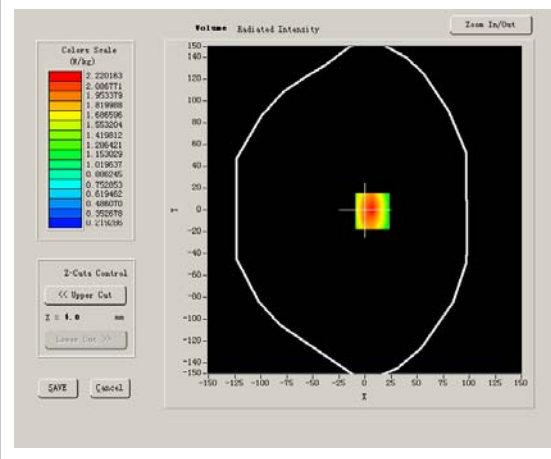 Volume Radiated Intensity
Zoom In/Out
Colors Scale
(W/kg)
2.220163
2.086771
1.953379
1.819988
1.686596
1.553204
1.419812
1.286421
1.153029
1.019637
0.886245
0.752853
0.619462
0.486070
0.352678
0.219286
Z-Cuts Control
<< Upper Cut
Z = 4.0 mm
Lower Cut >>
SAVE
Cancel
150
140
120
100
80
60
40
20
0
-20
-40
-60
-80
-100
-120
-140
-150
Y
-150 -125 -100 -75 -50 -25 0 25 50 75 100 125 150
X